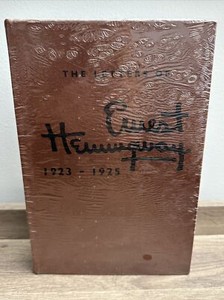 THE LETTERS OF
Ernest
Hemingway
1923 - 1925